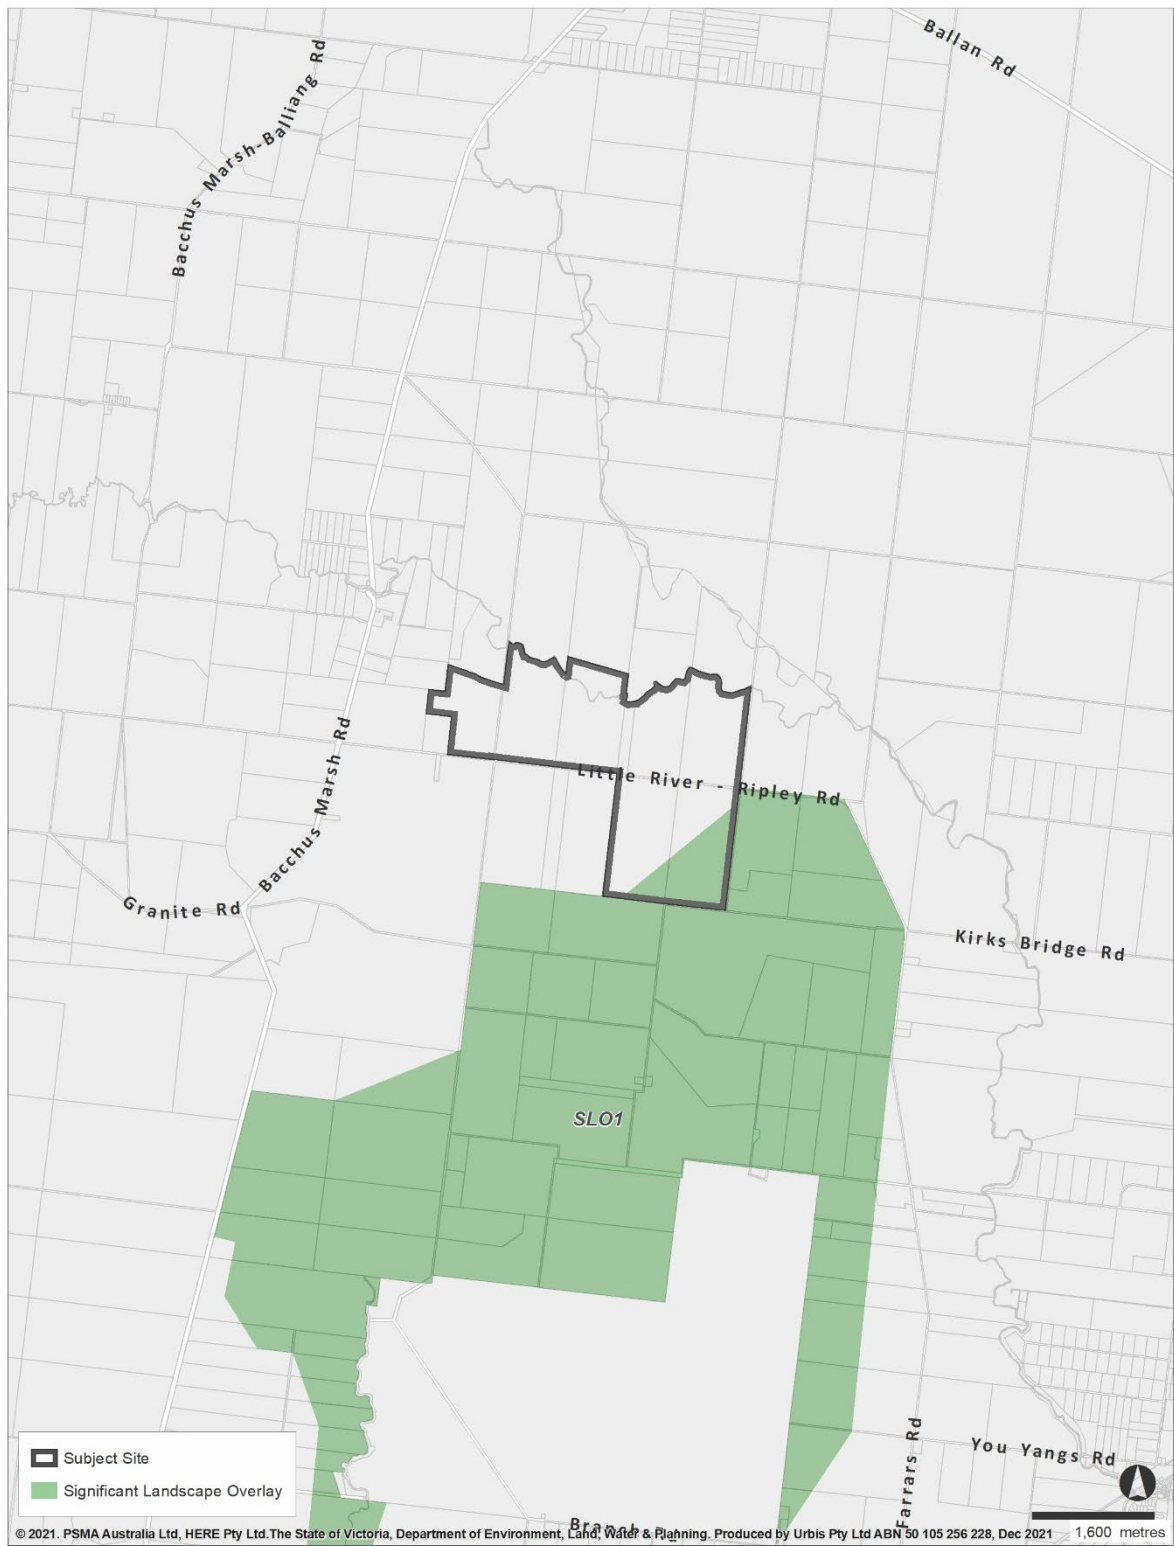 Ballan Rd
Bacchus Marsh-Balliang Rd
Bacchus Marsh Rd
Little River - Ripley Rd
Granite Rd
Kirks Bridge Rd
SLO1
Farrars Rd
You Yangs Rd
Subject Site
Significant Landscape Overlay
© 2021. PSMA Australia Ltd, HERE Pty Ltd.The State of Victoria, Department of Environment, Land, Water & Planning. Produced by Urbis Pty Ltd ABN 50 105 256 228, Dec 2021
1,600 metres